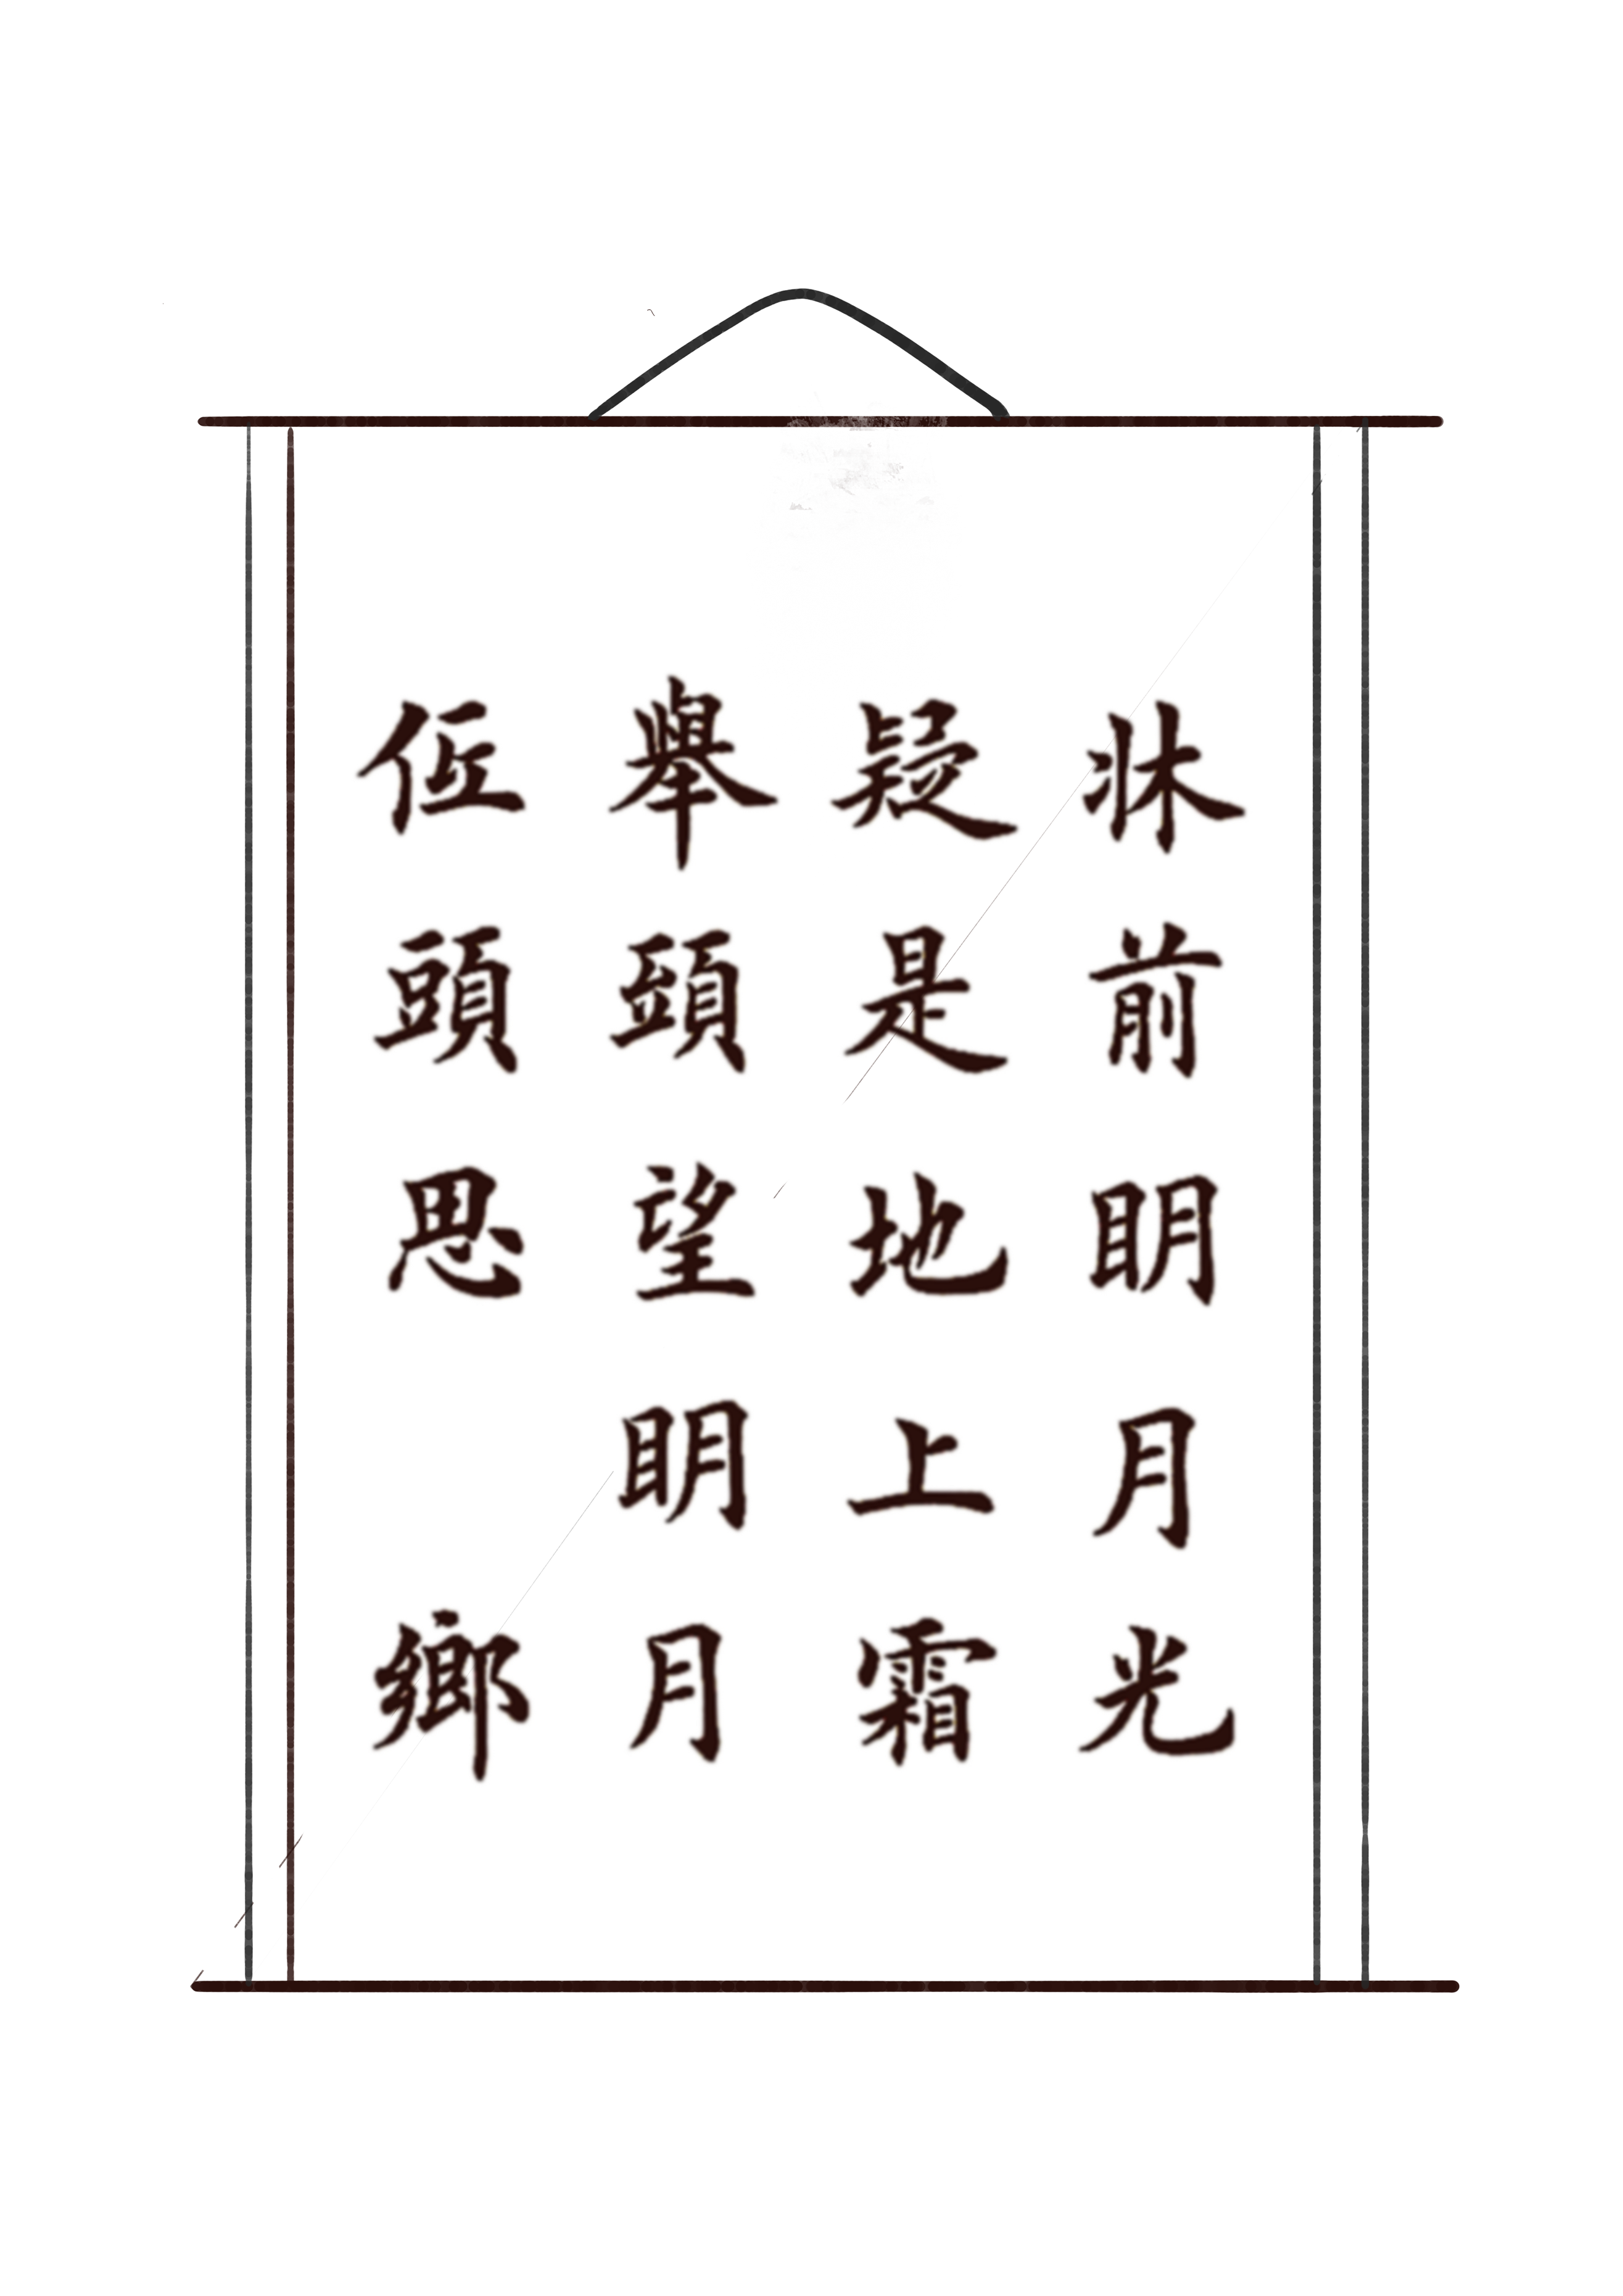 牀前明月光
疑是地上霜
舉頭望明月
低頭思 鄉